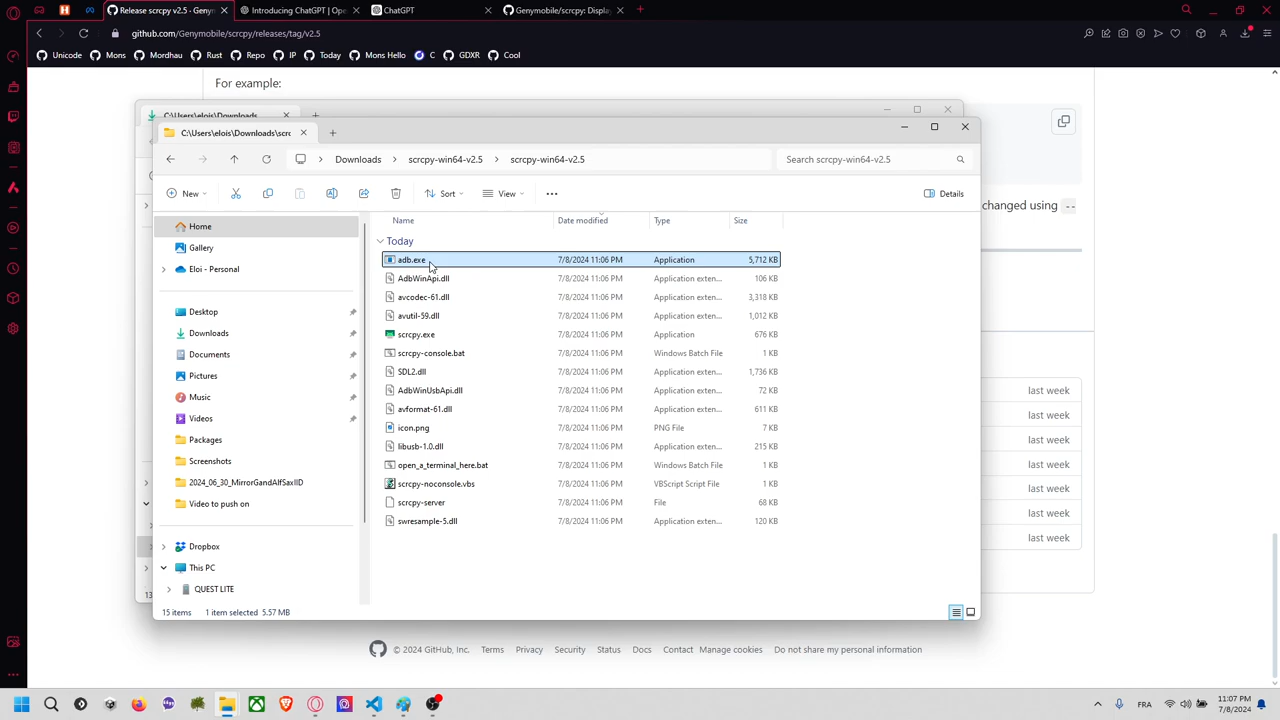 Release scrcpy v2.5 · Geny
Introducing ChatGPT | Open
ChatGPT
Genymobile/scrcpy: Displa
github.com/Genymobile/scrcpy/releases/tag/v2.5
Unicode
Mons
Mordhau
Rust
Repo
IP
Today
Mons Hello
C
GDXR
Cool
For example:
C:\Users\elois\Downloads
C:\Users\elois\Downloads\scrc
Downloads
scrcpy-win64-v2.5
scrcpy-win64-v2.5
Search scrcpy-win64-v2.5
New
Sort
View
Details
changed using --
Home
Gallery
Eloi - Personal
Desktop
Downloads
Documents
Pictures
Music
Videos
Packages
Screenshots
2024_06_30_MirrorGandAlfSaxIID
Video to push on
Dropbox
This PC
QUEST LITE
Name Date modified Type Size
Today
adb.exe 7/8/2024 11:06 PM Application 5,712 KB
AdbWinApi.dll 7/8/2024 11:06 PM Application exten... 106 KB
avcodec-61.dll 7/8/2024 11:06 PM Application exten... 3,318 KB
avutil-59.dll 7/8/2024 11:06 PM Application exten... 1,012 KB
scrcpy.exe 7/8/2024 11:06 PM Application 676 KB
scrcpy-console.bat 7/8/2024 11:06 PM Windows Batch File 1 KB
SDL2.dll 7/8/2024 11:06 PM Application exten... 1,736 KB
AdbWinUsbApi.dll 7/8/2024 11:06 PM Application exten... 72 KB
avformat-61.dll 7/8/2024 11:06 PM Application exten... 611 KB
icon.png 7/8/2024 11:06 PM PNG File 7 KB
libusb-1.0.dll 7/8/2024 11:06 PM Application exten... 215 KB
open_a_terminal_here.bat 7/8/2024 11:06 PM Windows Batch File 1 KB
scrcpy-noconsole.vbs 7/8/2024 11:06 PM VBScript Script File 1 KB
scrcpy-server 7/8/2024 11:06 PM File 68 KB
swresample-5.dll 7/8/2024 11:06 PM Application exten... 120 KB
last week
last week
last week
last week
last week
last week
last week
15 items 1 item selected 5.57 MB
© 2024 GitHub, Inc. Terms Privacy Security Status Docs Contact Manage cookies Do not share my personal information
FR
11:07 PM
7/8/2024